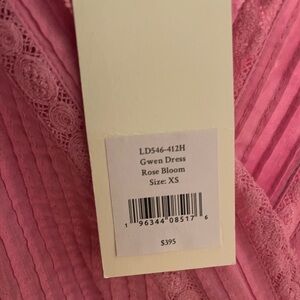 LD546-412H
Gwen Dress
Rose Bloom
Size: XS
1 96344 08517 6
$395